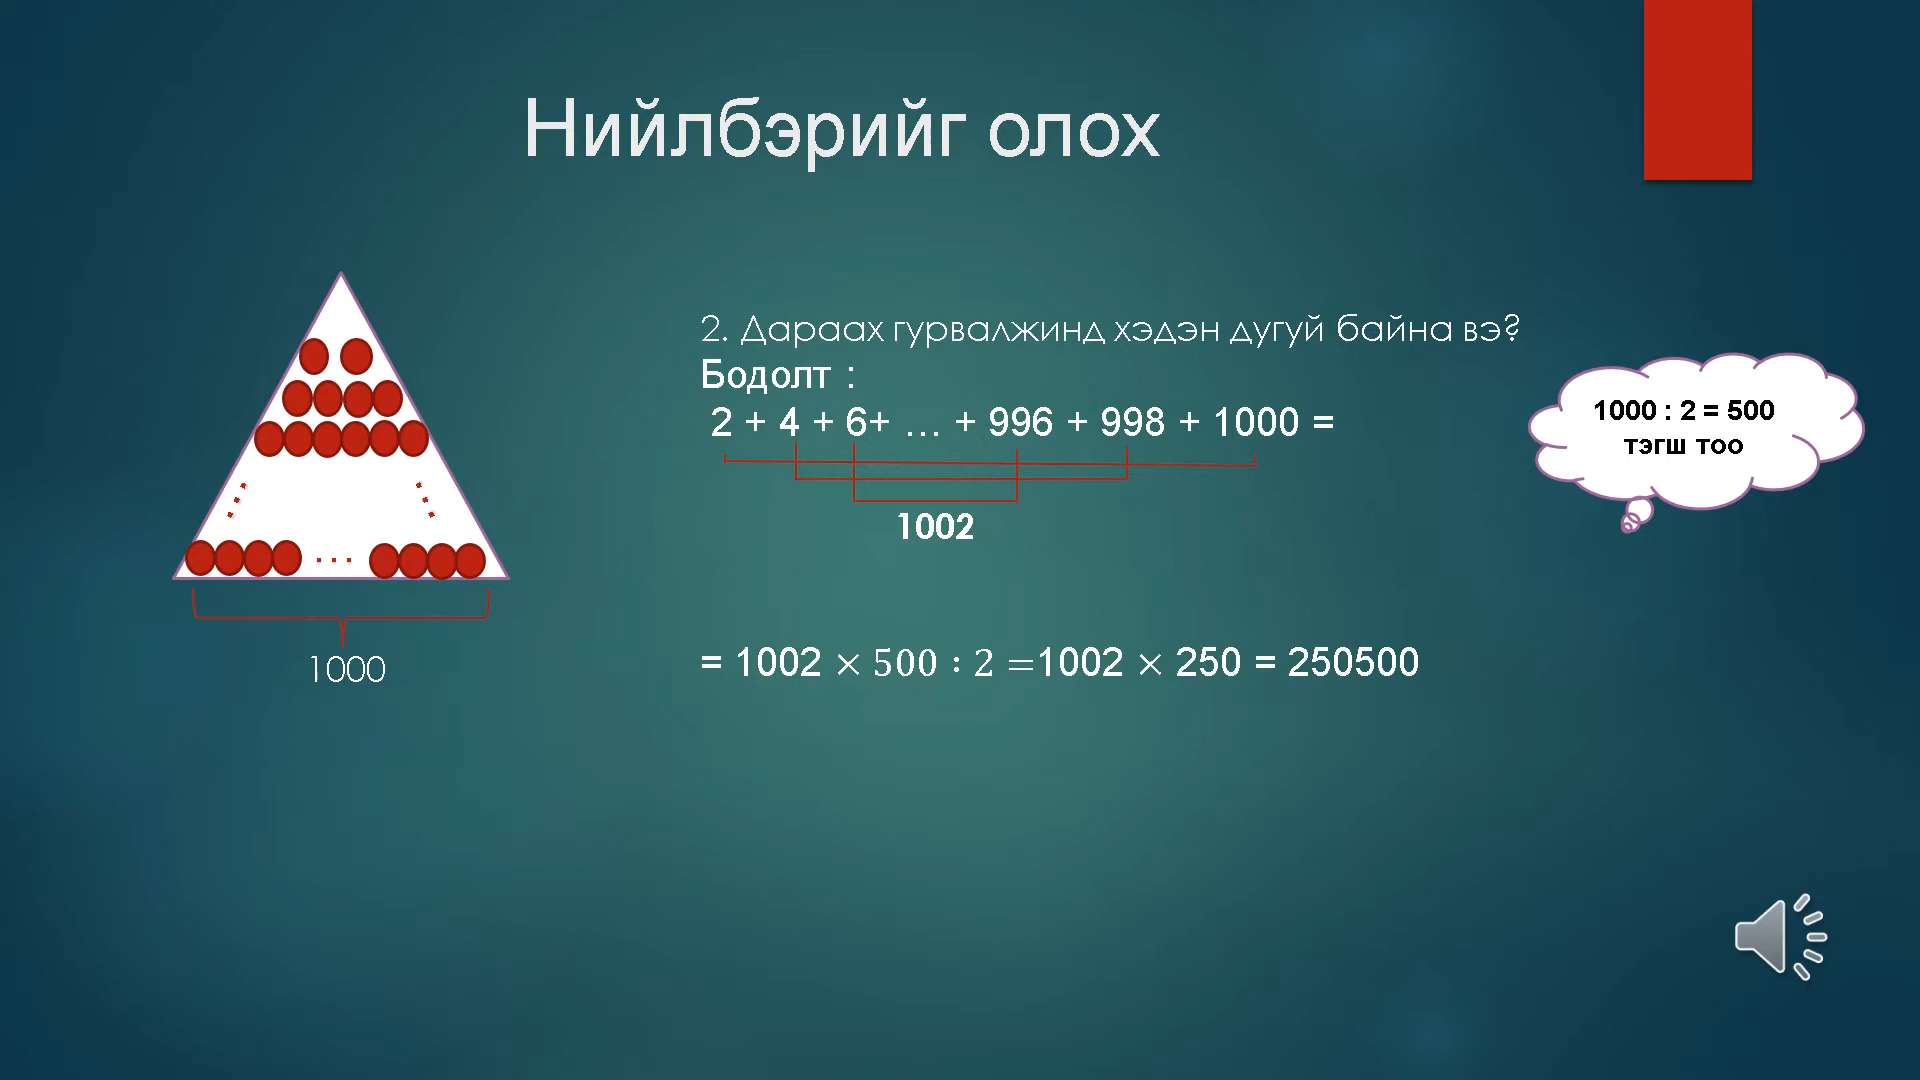 Нийлбэрийг олох
2. Дараах гурвалжинд хэдэн дугуй байна вэ?
Бодолт :
2 + 4 + 6+ … + 996 + 998 + 1000 =
1002
1000 : 2 = 500
тэгш тоо
…
1000
= 1002 × 500 : 2 =1002 × 250 = 250500